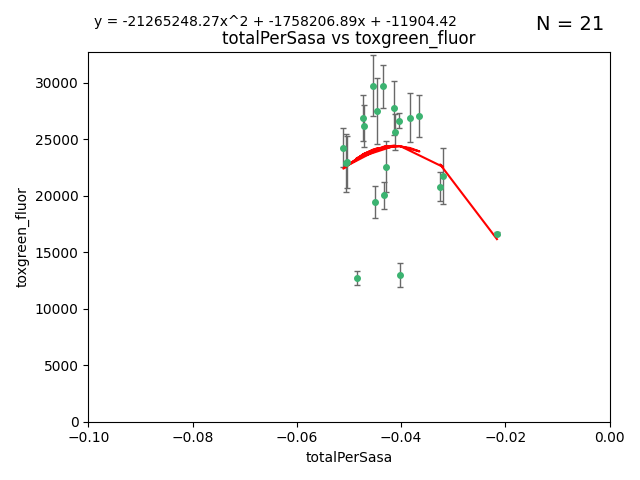 y = -21265248.27x^2 + -1758206.89x + -11904.42
N = 21
totalPerSasa vs toxgreen_fluor
toxgreen_fluor
30000
25000
20000
15000
10000
5000
0
−0.10
−0.08
−0.06
−0.04
−0.02
0.00
totalPerSasa